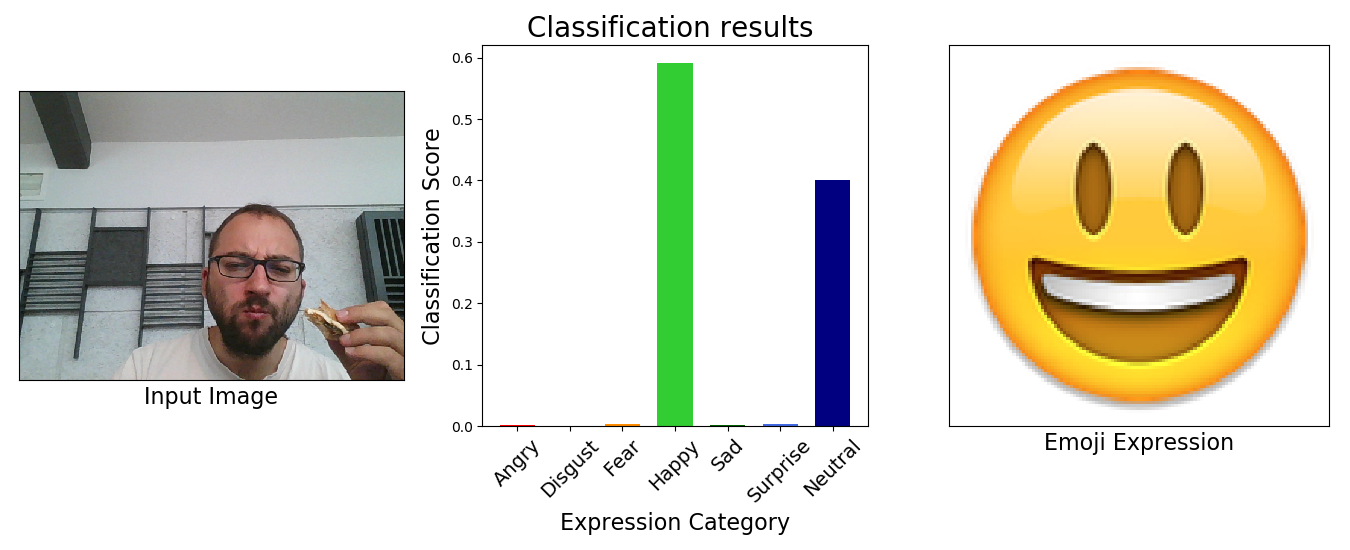 Classification results
Input Image
Classification Score
0.6
0.5
0.4
0.3
0.2
0.1
0.0
Angry
Disgust
Fear
Happy
Sad
Surprise
Neutral
Expression Category
Emoji Expression